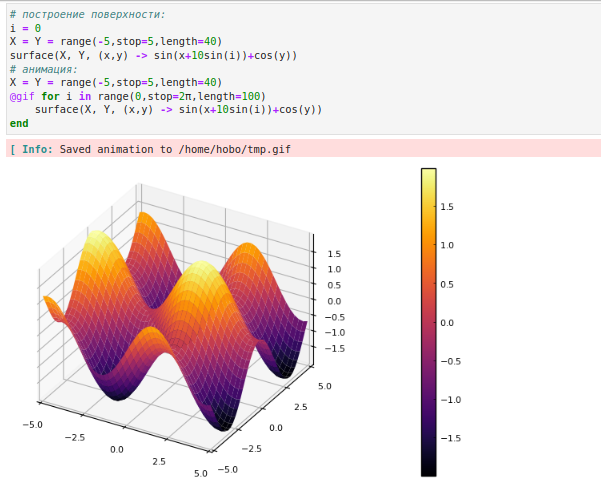 # построение поверхности:
i = 0
X = Y = range(-5,stop=5,length=40)
surface(X, Y, (x,y) -> sin(x+10sin(i))+cos(y))
# анимация:
X = Y = range(-5,stop=5,length=40)
@gif for i in range(0,stop=2π,length=100)
    surface(X, Y, (x,y) -> sin(x+10sin(i))+cos(y))
end
[ Info: Saved animation to /home/hobo/tmp.gif
1.5
1.0
0.5
0.0
−0.5
−1.0
−1.5
5.0
2.5
0.0
−2.5
−5.0
−5.0
−2.5
0.0
2.5
5.0
1.5
1.0
0.5
0.0
−0.5
−1.0
−1.5